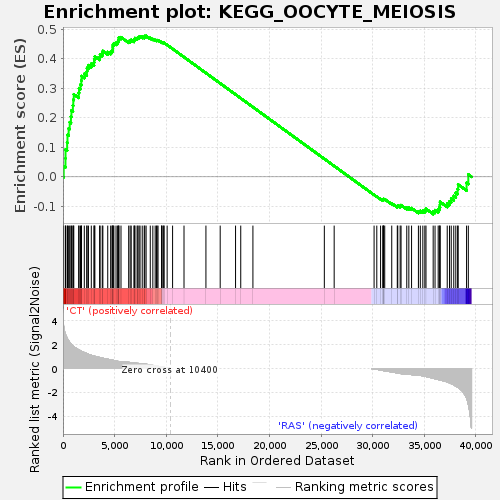 Enrichment plot: KEGG_OOCYTE_MEIOSIS
Enrichment score (ES)
0.5
0.4
0.3
0.2
0.1
0.0
-0.1
Ranked list metric (Signal2Noise)
'CT' (positively correlated)
4
2
0
-2
-4
Zero cross at 10400
'RAS' (negatively correlated)
0 5,000 10,000 15,000 20,000 25,000 30,000 35,000 40,000
Rank in Ordered Dataset
Enrichment profile Hits Ranking metric scores